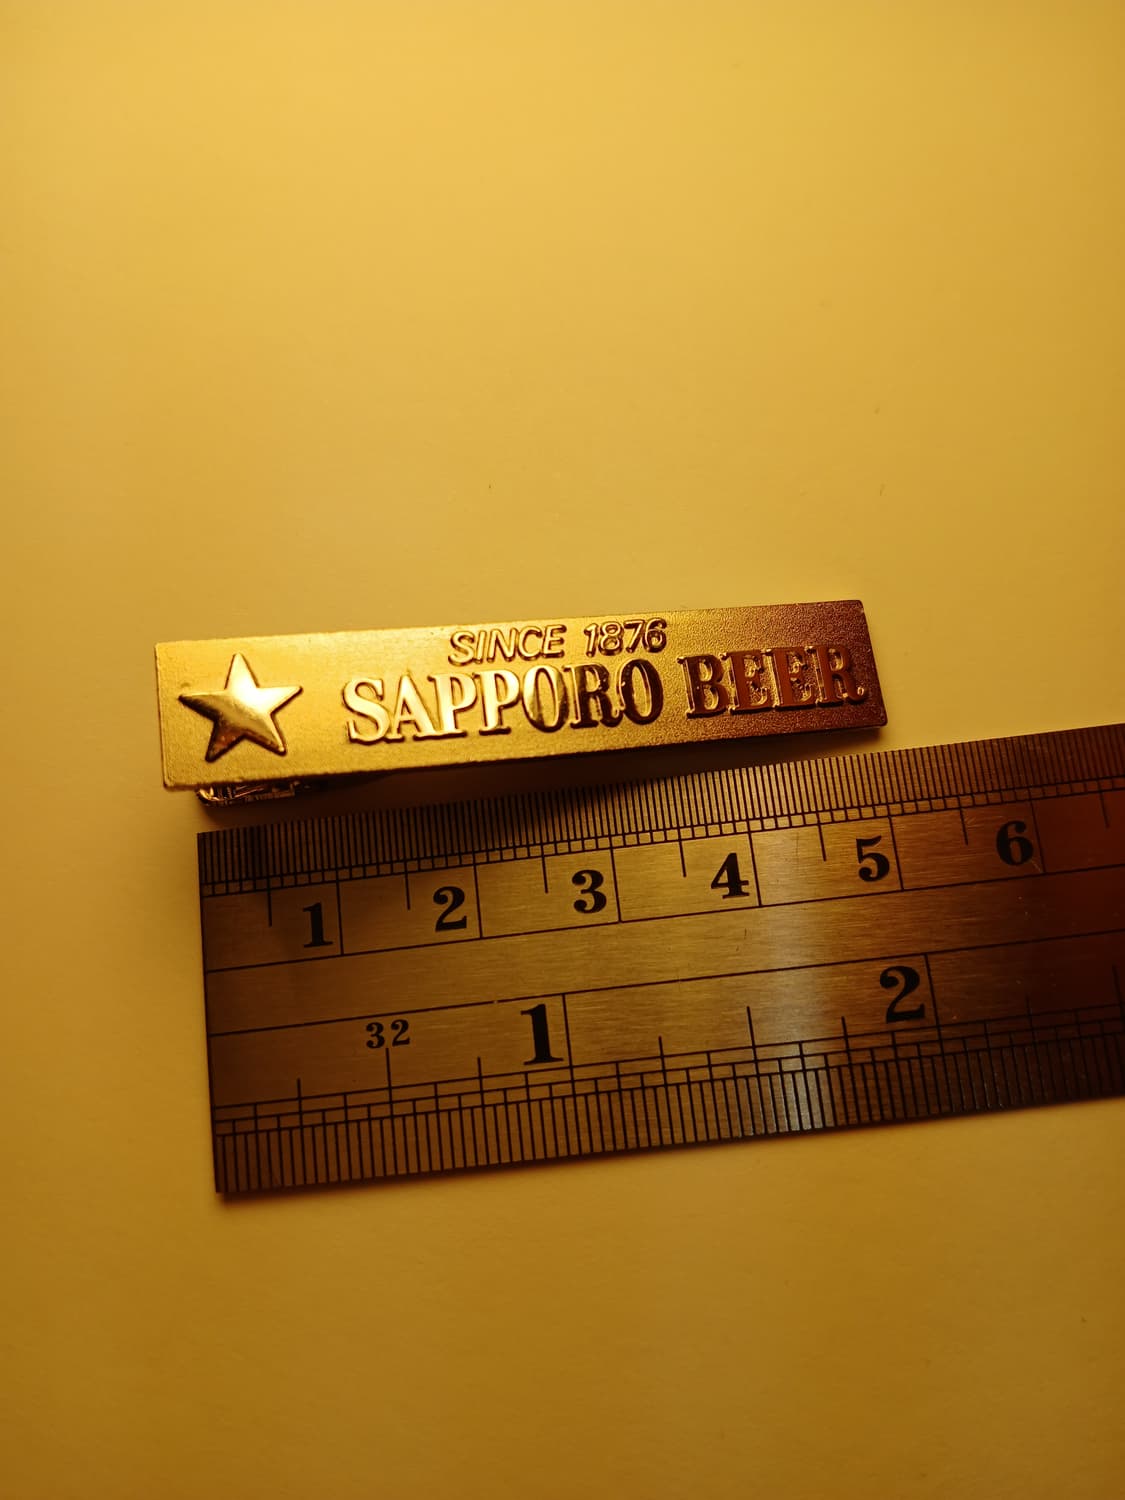 SINCE 1876
SAPPORO BEER
1 2 3 4 5 6
32 1 2